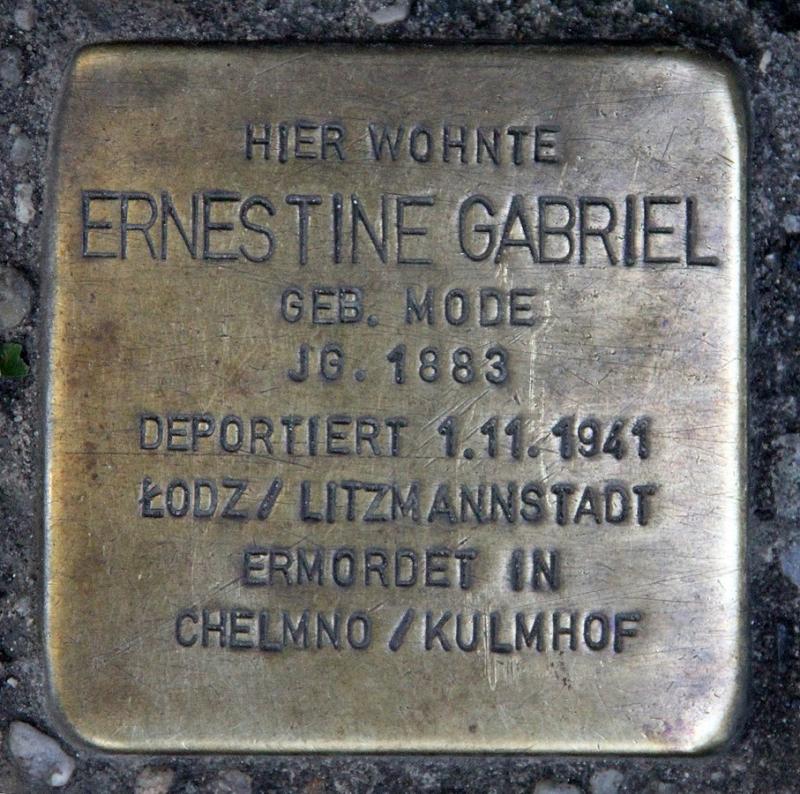 HIER WOHNTE
ERNESTINE GABRIEL
GEB. MODE
JG. 1883
DEPORTIERT 1.11.1941
ŁODZ / LITZMANNSTADT
ERMORDET IN
CHELMNO / KULMHOF